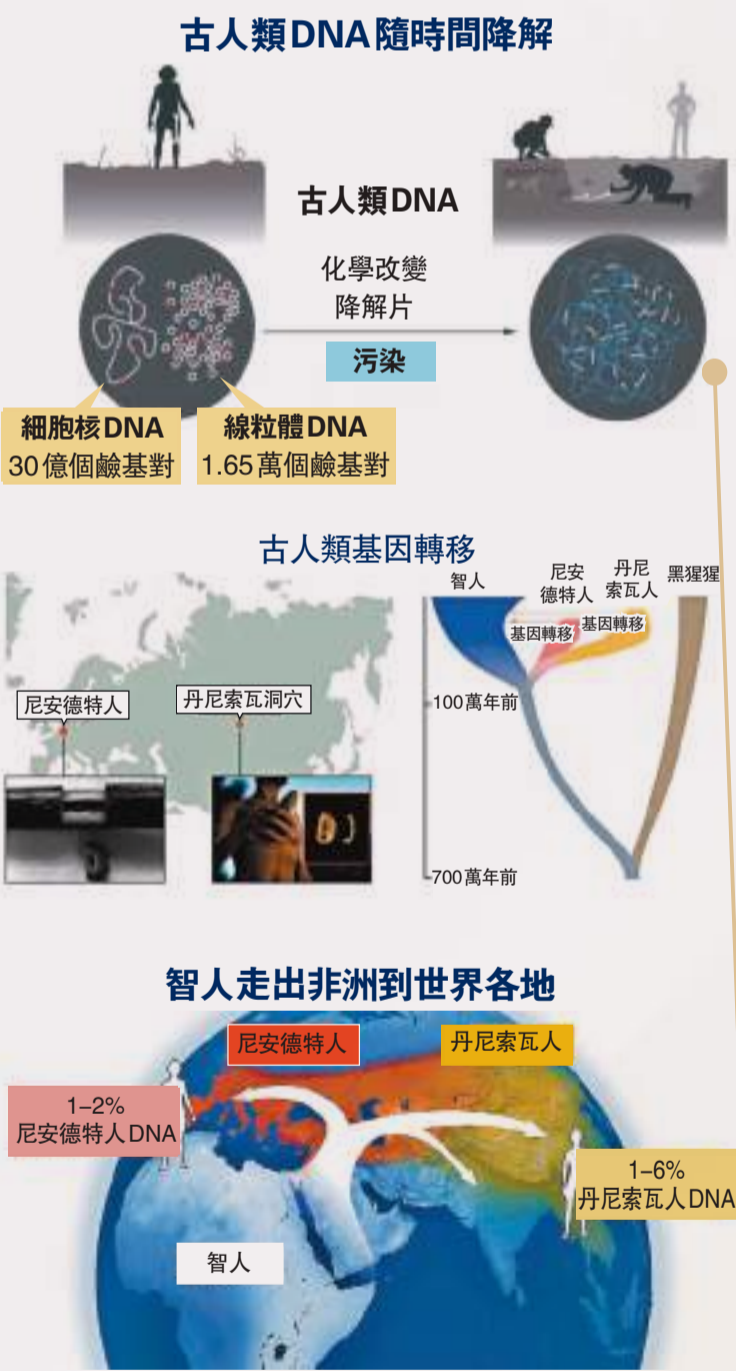 古人類DNA隨時間降解
古人類DNA
化學改變
降解片
污染
細胞核DNA
30億個鹼基對
線粒體DNA
1.65萬個鹼基對
古人類基因轉移
智人
尼安
德特人
丹尼
索瓦人
黑猩猩
基因轉移
基因轉移
100萬年前
700萬年前
尼安德特人
丹尼索瓦洞穴
智人走出非洲到世界各地
尼安德特人
丹尼索瓦人
1–2%
尼安德特人DNA
1–6%
丹尼索瓦人DNA
智人